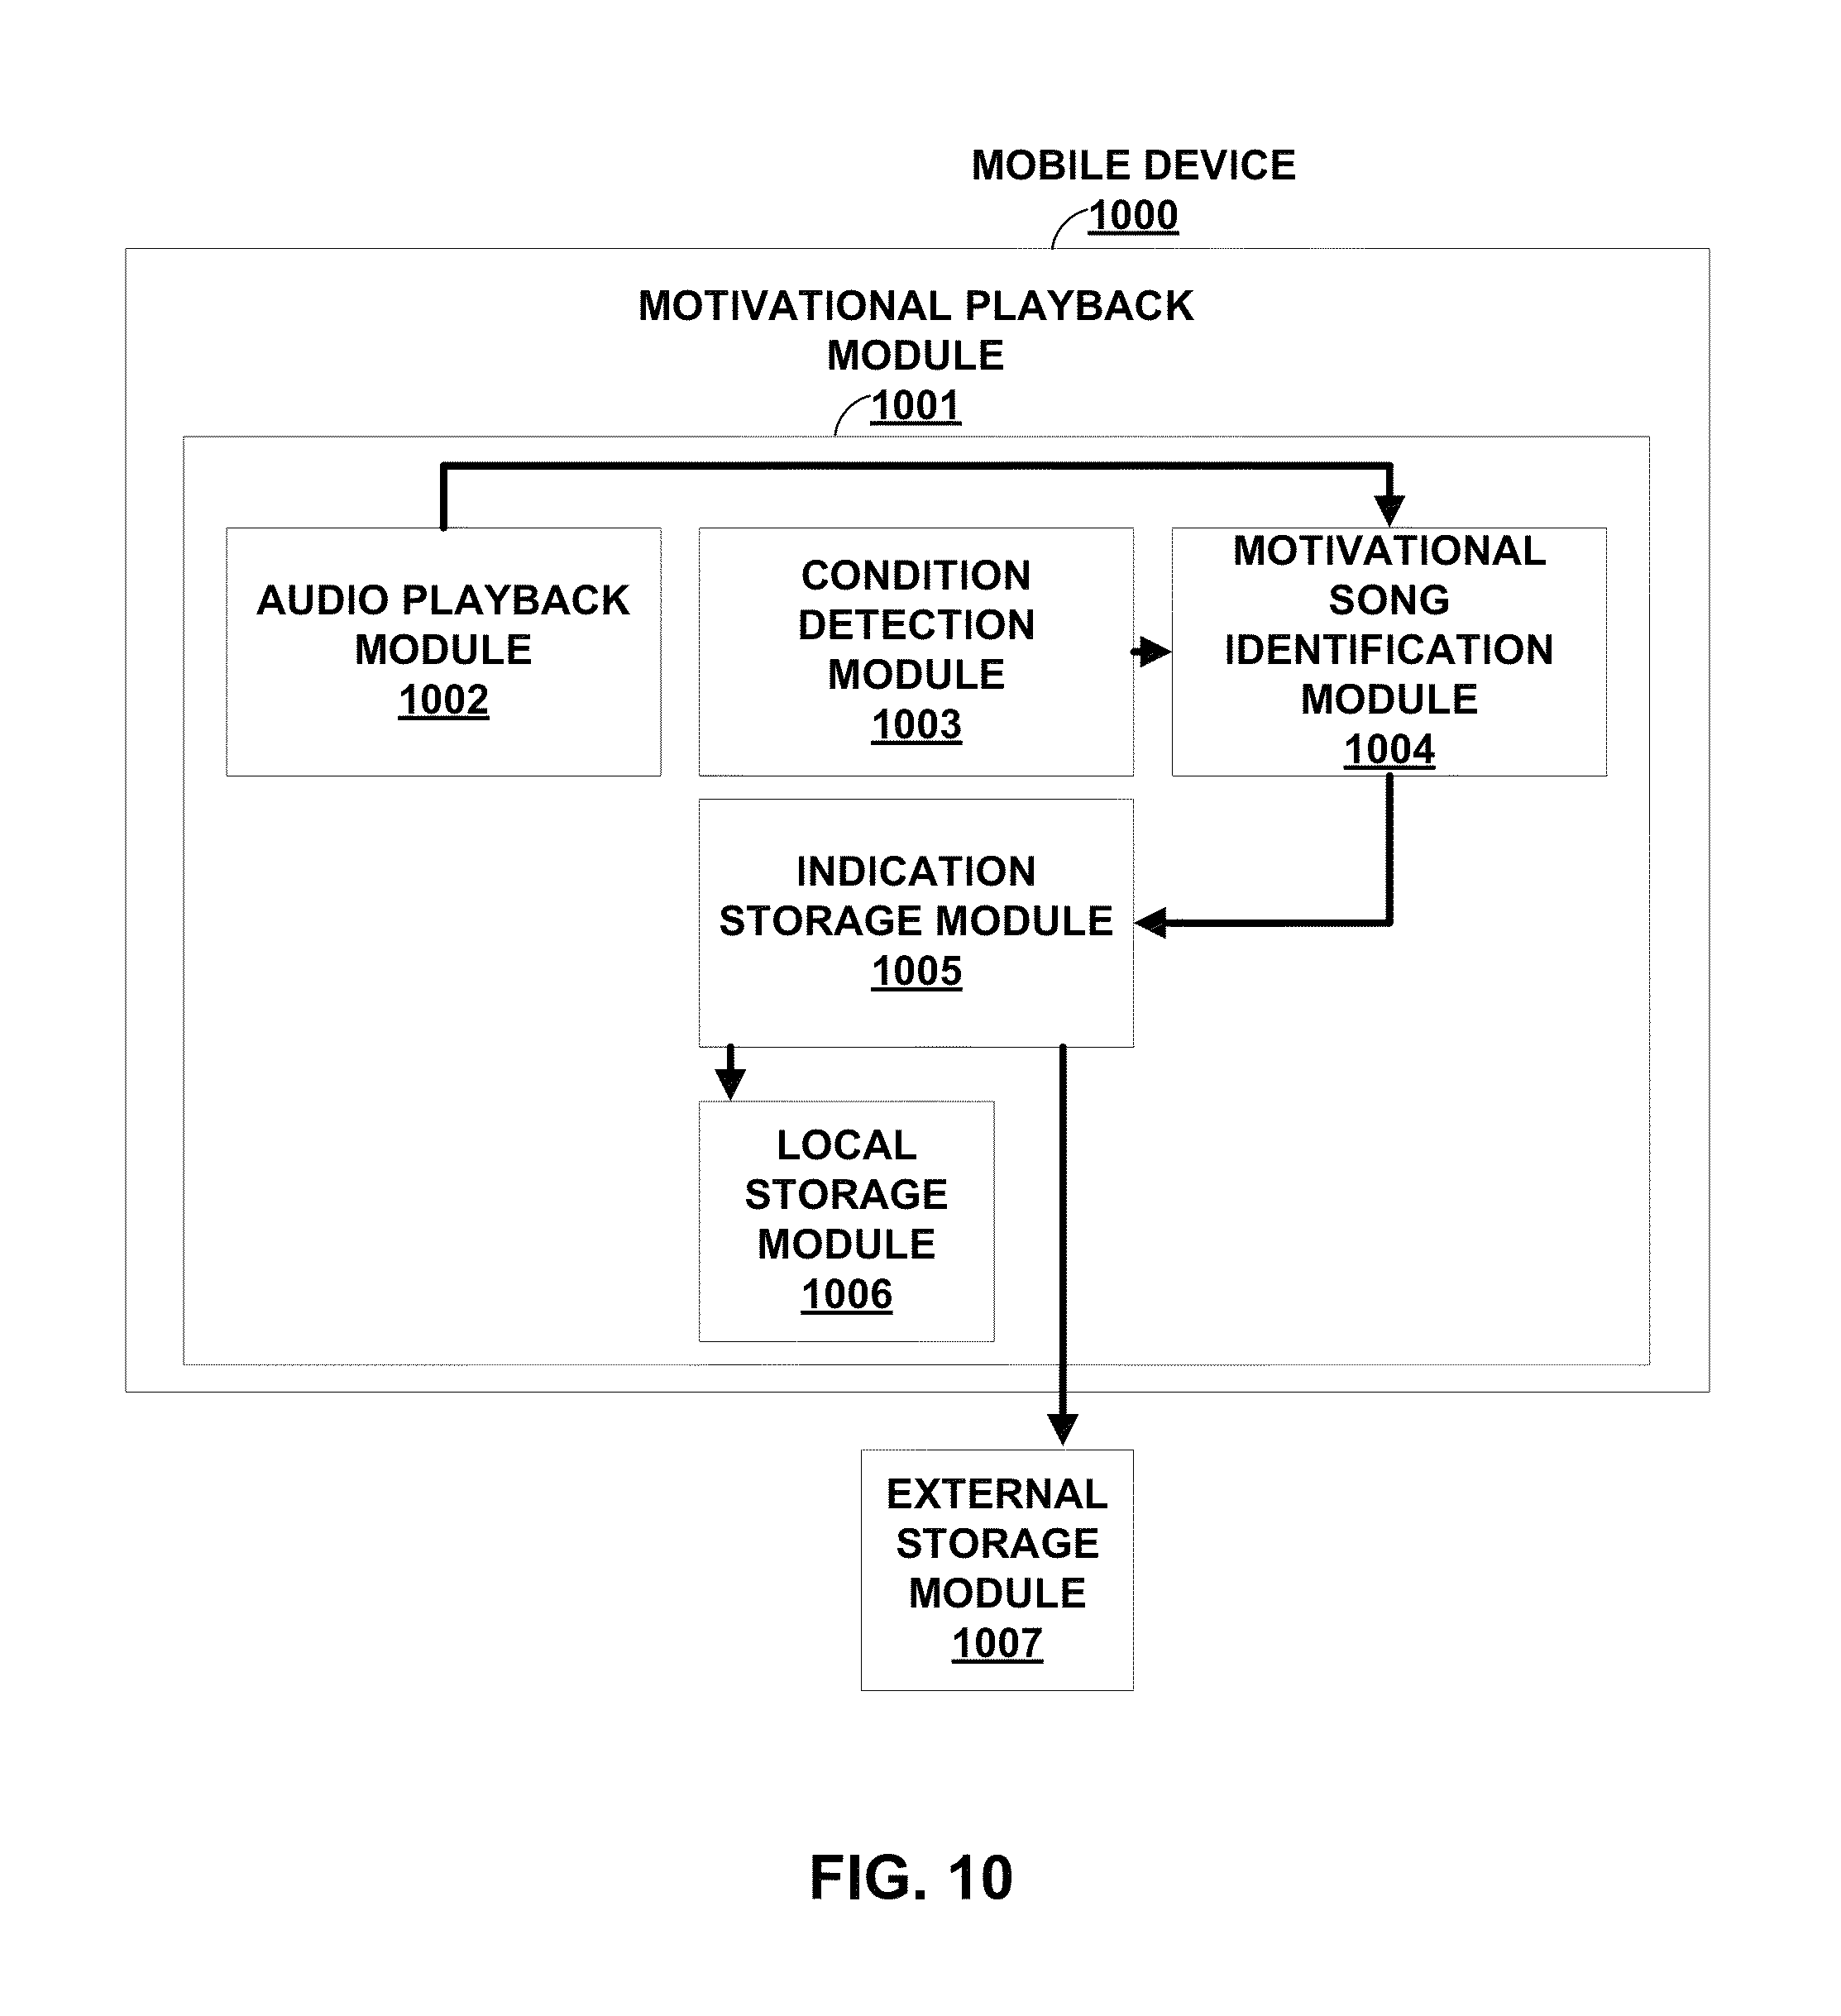 MOBILE DEVICE
1000
MOTIVATIONAL PLAYBACK
MODULE
1001
AUDIO PLAYBACK
MODULE
1002
CONDITION
DETECTION
MODULE
1003
MOTIVATIONAL
SONG
IDENTIFICATION
MODULE
1004
INDICATION
STORAGE MODULE
1005
LOCAL
STORAGE
MODULE
1006
EXTERNAL
STORAGE
MODULE
1007
FIG. 10